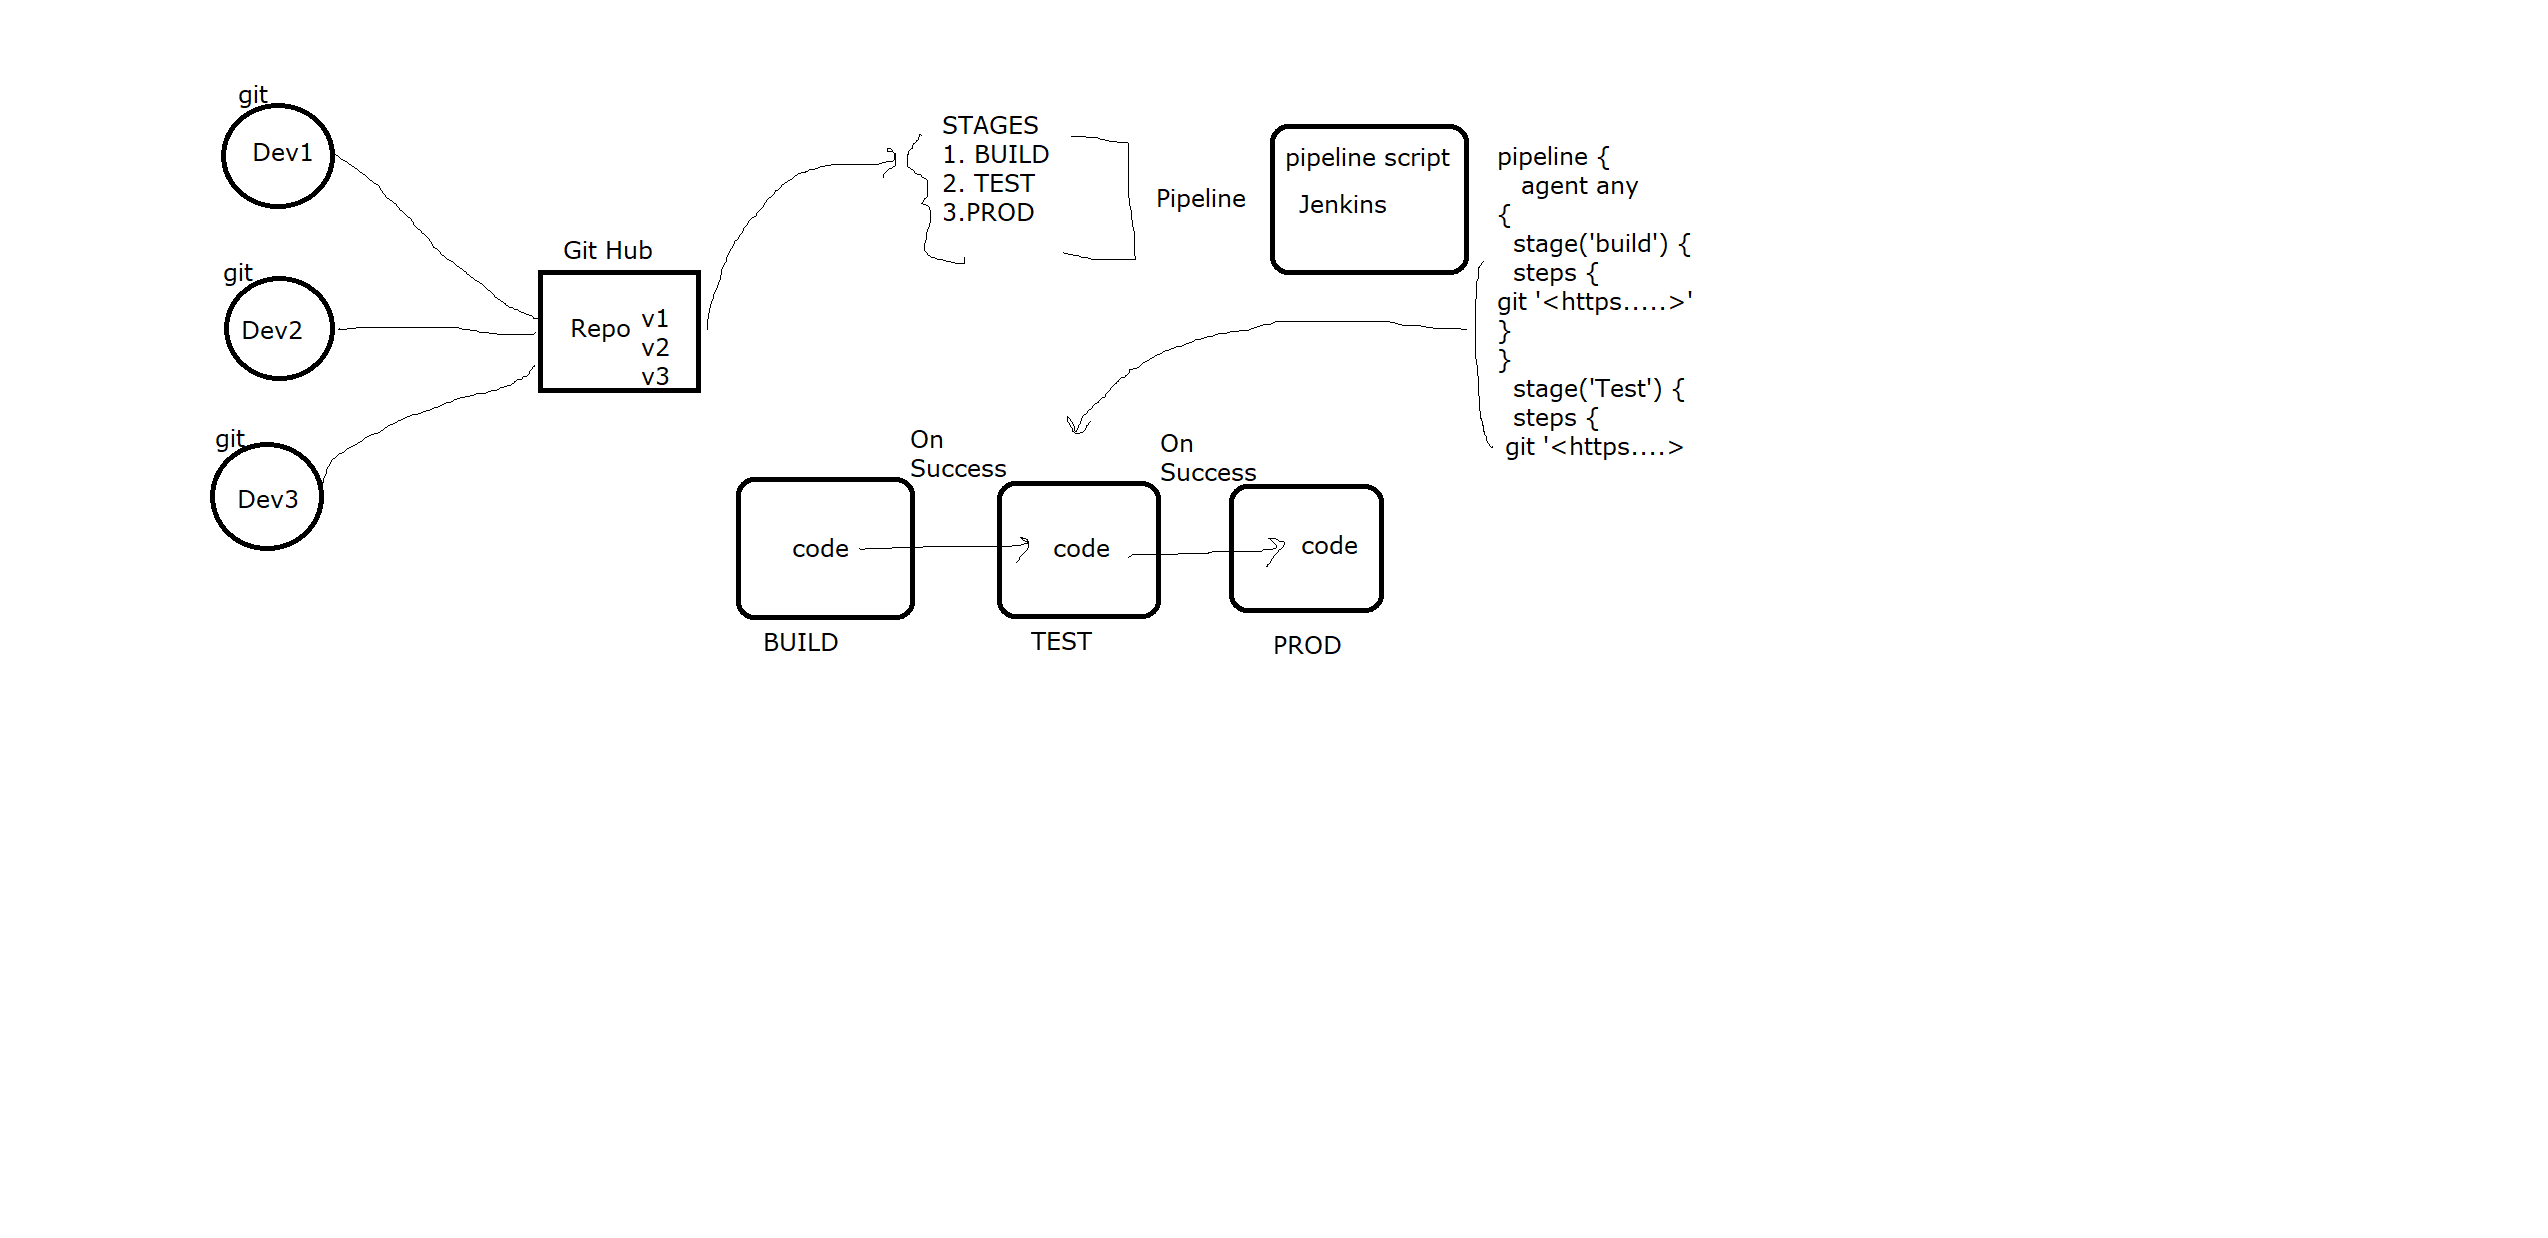 git
Dev1
git
Dev2
git
Dev3
Git Hub
Repo
v1
v2
v3
STAGES
1. BUILD
2. TEST
3.PROD
Pipeline
pipeline script
Jenkins
pipeline {
agent any
{
stage('build') {
steps {
git '<https.....>'
}
}
stage('Test') {
steps {
git '<https....>
On
Success
On
Success
code
code
code
BUILD
TEST
PROD